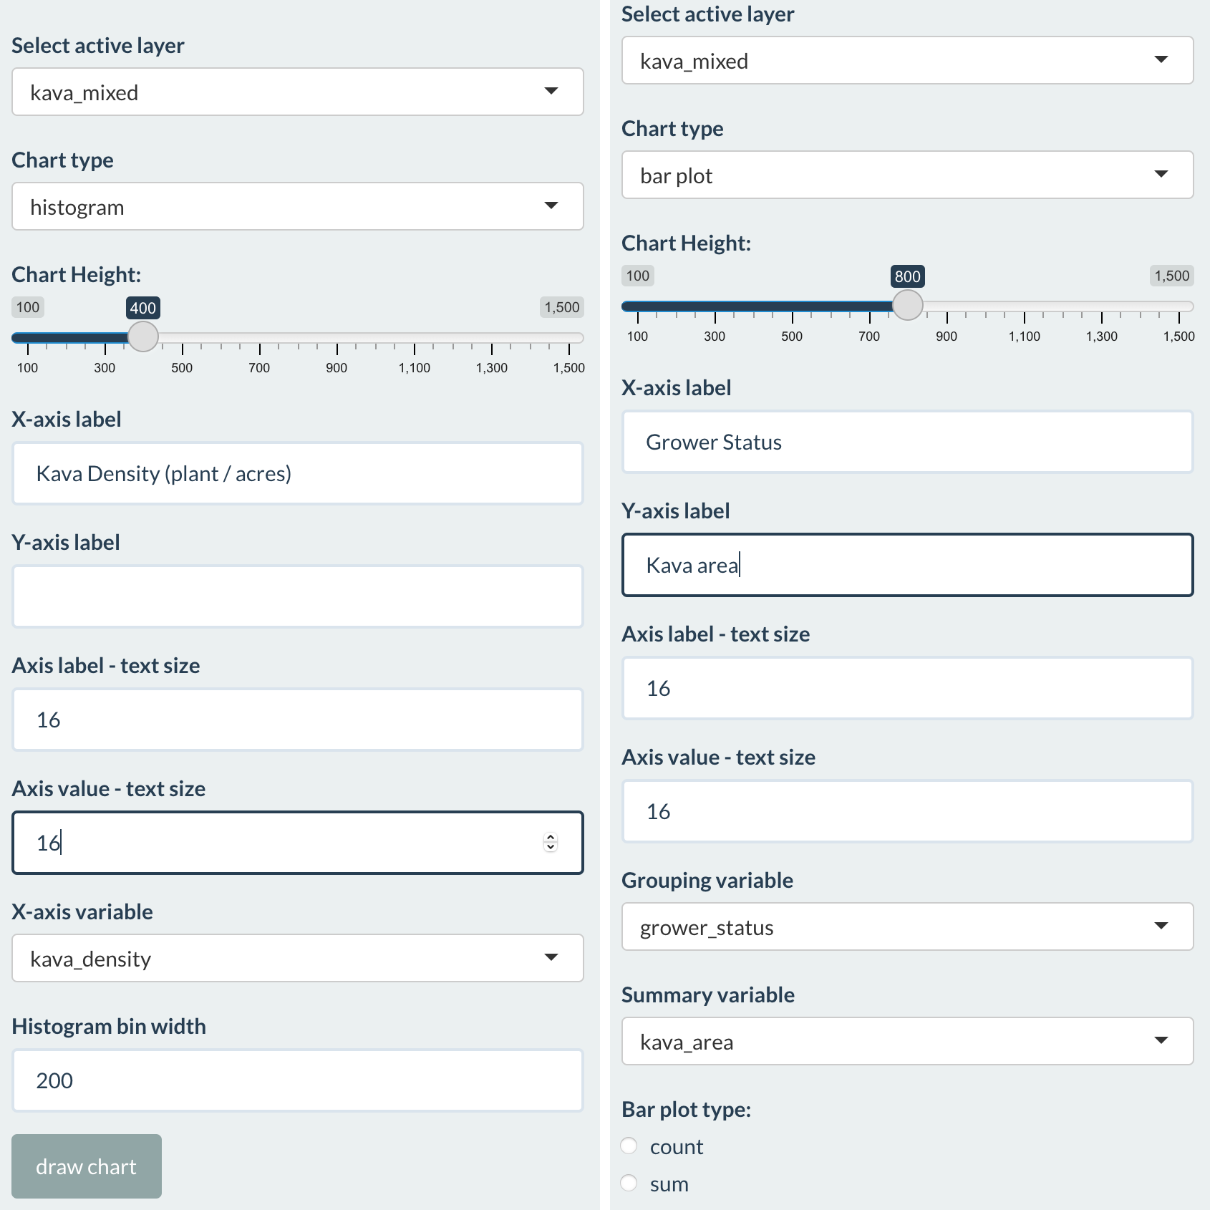 Select active layer
kava_mixed
Chart type
histogram
Chart Height:
100 400 1,500
100 300 500 700 900 1,100 1,300 1,500
X-axis label
Kava Density (plant / acres)
Y-axis label
Axis label - text size
16
Axis value - text size
16
X-axis variable
kava_density
Histogram bin width
200
draw chart
Select active layer
kava_mixed
Chart type
bar plot
Chart Height:
100 800 1,500
100 300 500 700 900 1,100 1,300 1,500
X-axis label
Grower Status
Y-axis label
Kava area
Axis label - text size
16
Axis value - text size
16
Grouping variable
grower_status
Summary variable
kava_area
Bar plot type:
count
sum